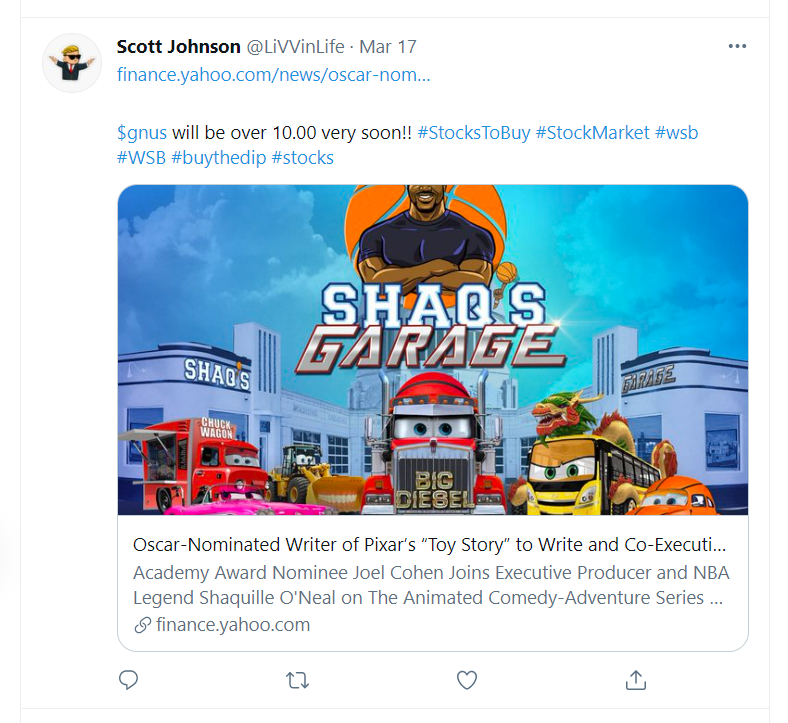 Scott Johnson @LiVVinLife · Mar 17
finance.yahoo.com/news/oscar-nom...
$gnus will be over 10.00 very soon!! #StocksToBuy #StockMarket #wsb
#WSB #buythedip #stocks
SHAQ'S
GARAGE
SHAQ'S
GARAGE
CHUCK
WAGON
BIG
DIESEL
Oscar-Nominated Writer of Pixar's “Toy Story” to Write and Co-Executi...
Academy Award Nominee Joel Cohen Joins Executive Producer and NBA
Legend Shaquille O'Neal on The Animated Comedy-Adventure Series ...
finance.yahoo.com